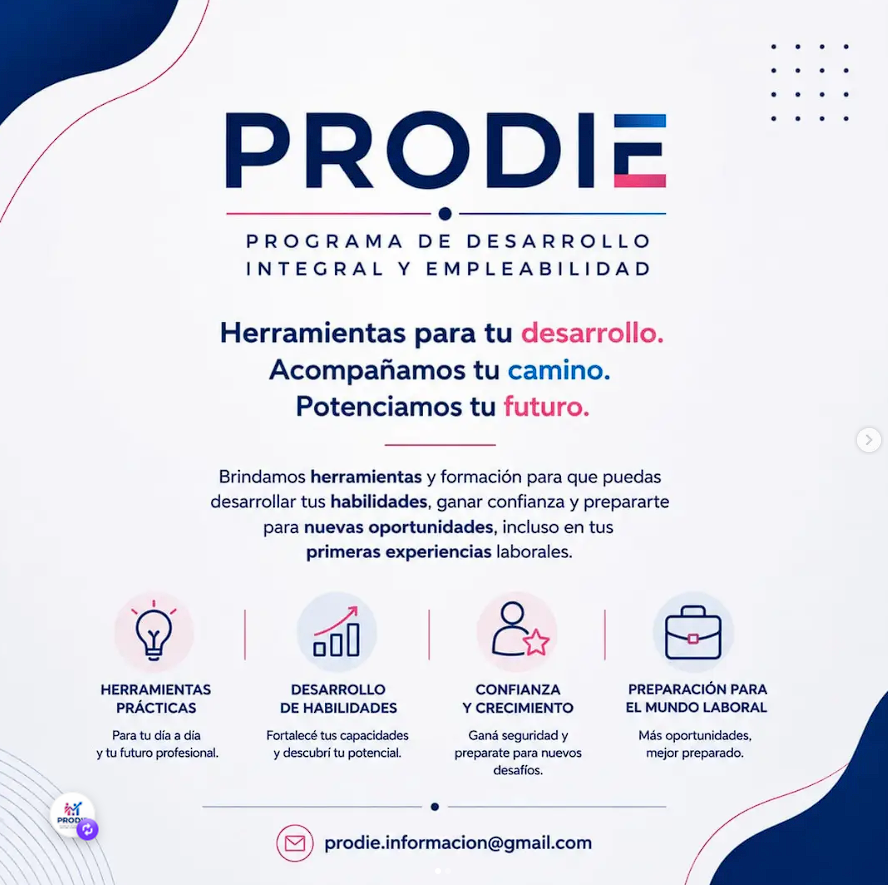 PRODIE
PROGRAMA DE DESARROLLO
INTEGRAL Y EMPLEABILIDAD
Herramientas para tu desarrollo.
Acompañamos tu camino.
Potenciamos tu futuro.
Brindamos herramientas y formación para que puedas
desarrollar tus habilidades, ganar confianza y prepararte
para nuevas oportunidades, incluso en tus
primeras experiencias laborales.
HERRAMIENTAS
PRÁCTICAS
Para tu día a día
y tu futuro profesional.
DESARROLLO
DE HABILIDADES
Fortalecé tus capacidades
y descubrí tu potencial.
CONFIANZA
Y CRECIMIENTO
Ganá seguridad y
preparate para nuevos
desafíos.
PREPARACIÓN PARA
EL MUNDO LABORAL
Más oportunidades,
mejor preparado.
prodie.informacion@gmail.com